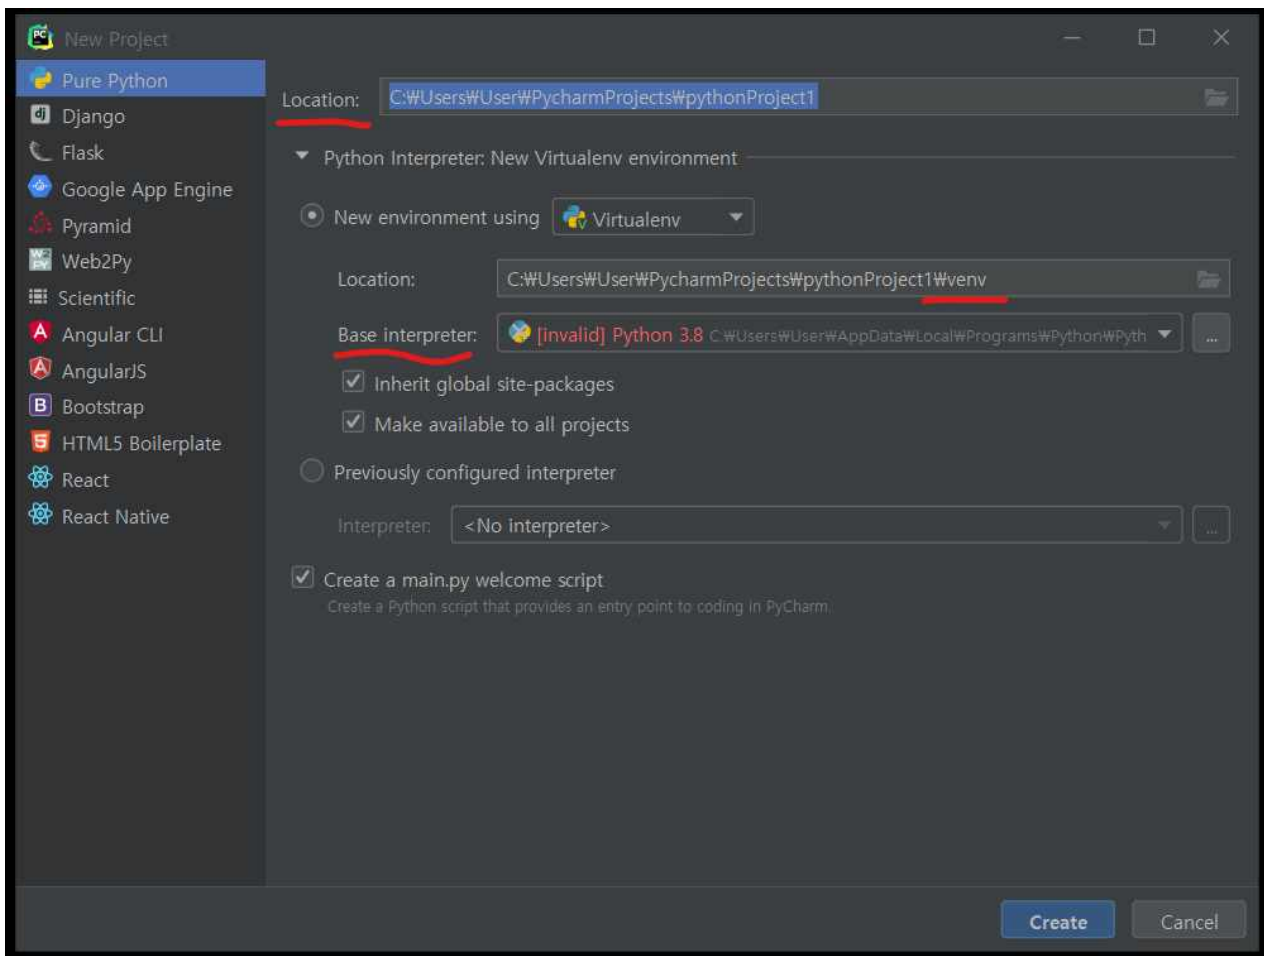 New Project
Pure Python
Django
Flask
Google App Engine
Pyramid
Web2Py
Scientific
Angular CLI
AngularJS
Bootstrap
HTML5 Boilerplate
React
React Native
Location: C:₩Users₩User₩PycharmProjects₩pythonProject1
Python Interpreter: New Virtualenv environment
New environment using Virtualenv
Location: C:₩Users₩User₩PycharmProjects₩pythonProject1₩venv
Base interpreter: [invalid] Python 3.8 C:₩Users₩User₩AppData₩Local₩Programs₩Python₩Pyth ...
Inherit global site-packages
Make available to all projects
Previously configured interpreter
Interpreter: <No interpreter> ...
Create a main.py welcome script
Create a Python script that provides an entry point to coding in PyCharm.
Create Cancel